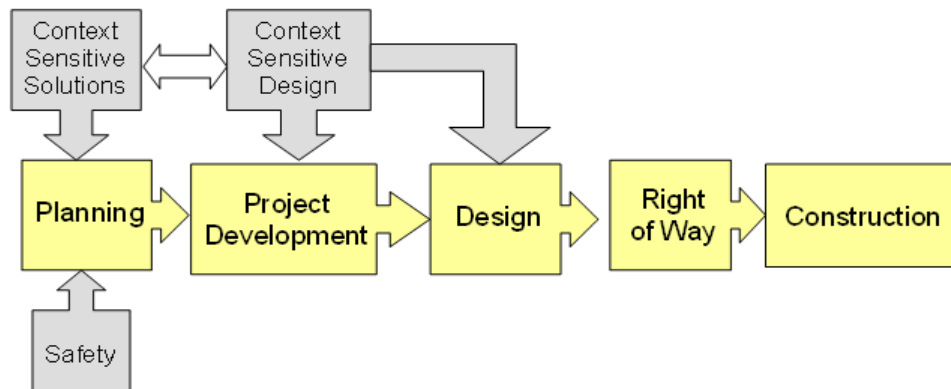 Context
Sensitive
Solutions
Context
Sensitive
Design
Planning
Project
Development
Design
Right
of Way
Construction
Safety